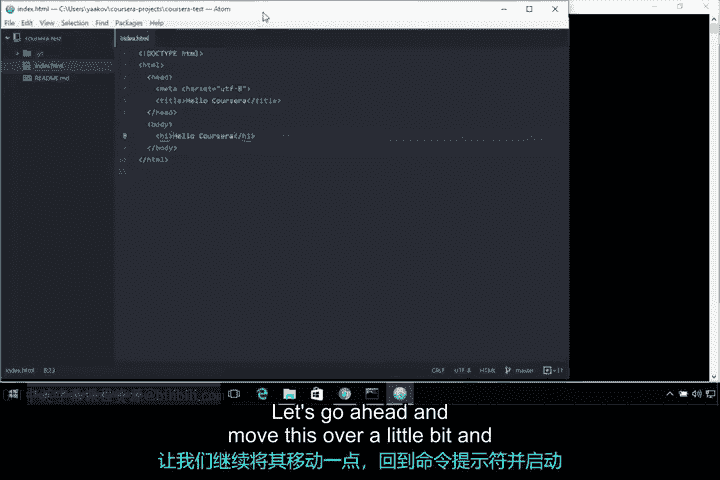 index.html — C:\Users\yaakov\coursera-projects\coursera-test — Atom
File Edit View Selection Find Packages Help
coursera-test
.git
index.html
README.md
index.html
<!DOCTYPE html>
<html>
<head>
<meta charset="utf-8">
<title>Hello Coursera</title>
</head>
<body>
<h1>Hello Coursera</h1>
</body>
</html>
index.html 8:23
CRLF UTF-8 HTML master
Let's go ahead and
move this over a little bit and
让我们继续将其移动一点，回到命令提示符并启动